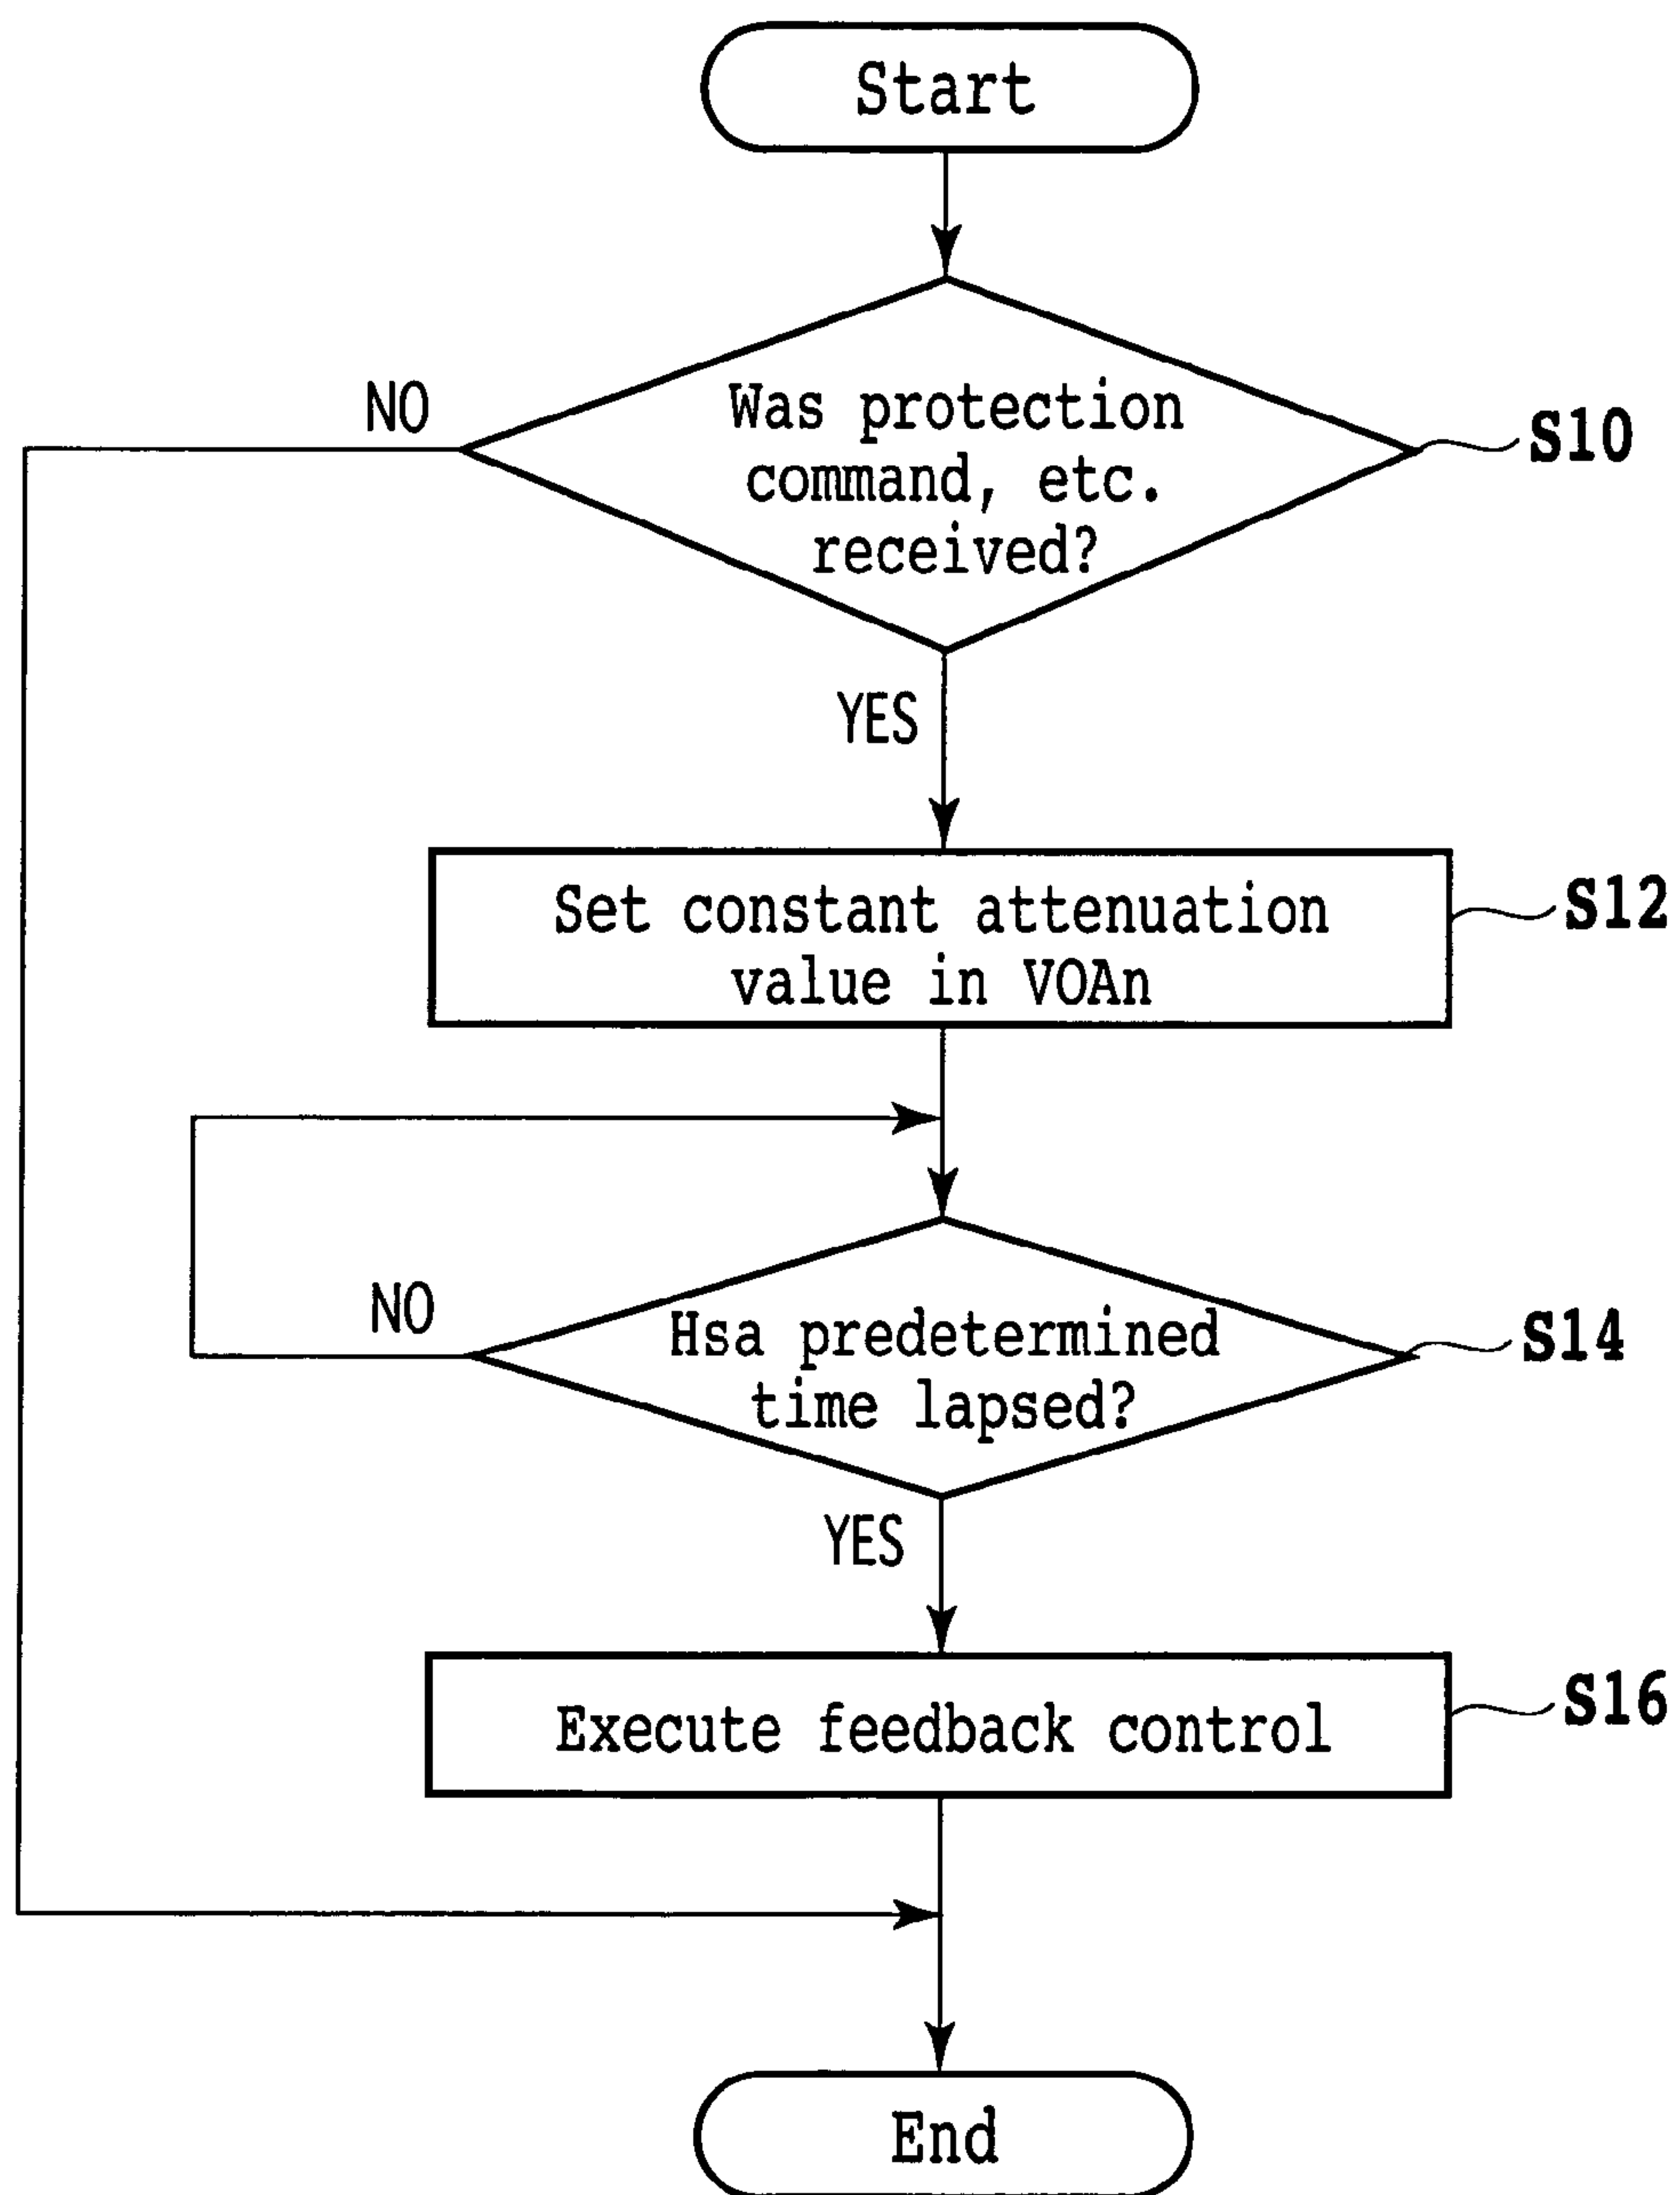 Start
NO
Was protection
command, etc.
received?
S10
YES
Set constant attenuation
value in VOAn
S12
NO
Hsa predetermined
time lapsed?
S14
YES
Execute feedback control
S16
End